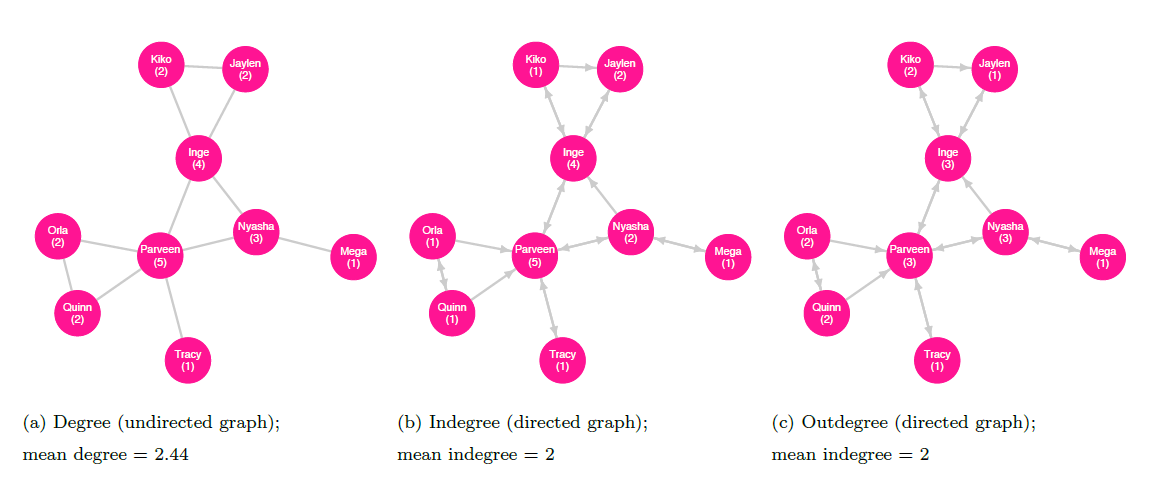 Kiko
(2)
Jaylen
(2)
Inge
(4)
Orla
(2)
Parveen
(5)
Nyasha
(3)
Mega
(1)
Quinn
(2)
Tracy
(1)
(a) Degree (undirected graph);
mean degree = 2.44
Kiko
(1)
Jaylen
(2)
Inge
(4)
Orla
(1)
Parveen
(5)
Nyasha
(2)
Mega
(1)
Quinn
(1)
Tracy
(1)
(b) Indegree (directed graph);
mean indegree = 2
Kiko
(2)
Jaylen
(1)
Inge
(3)
Orla
(2)
Parveen
(3)
Nyasha
(3)
Mega
(1)
Quinn
(2)
Tracy
(1)
(c) Outdegree (directed graph);
mean indegree = 2